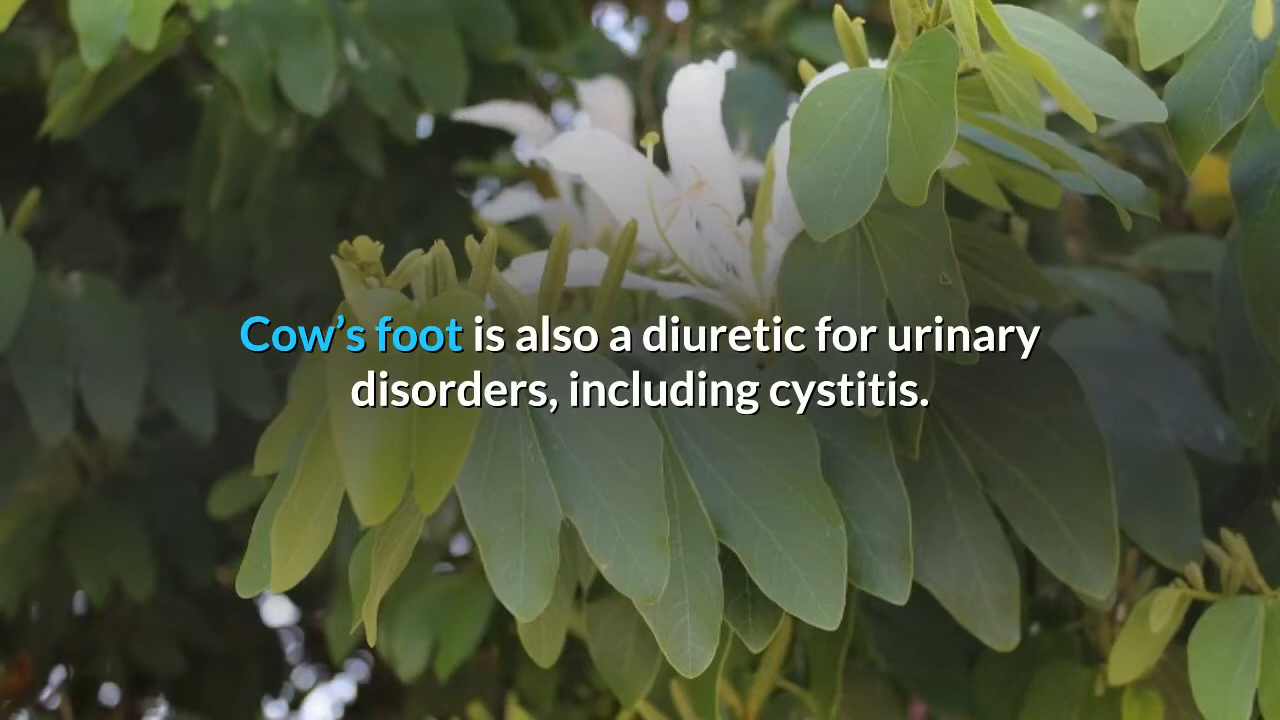 Cow’s foot is also a diuretic for urinary
disorders, including cystitis.